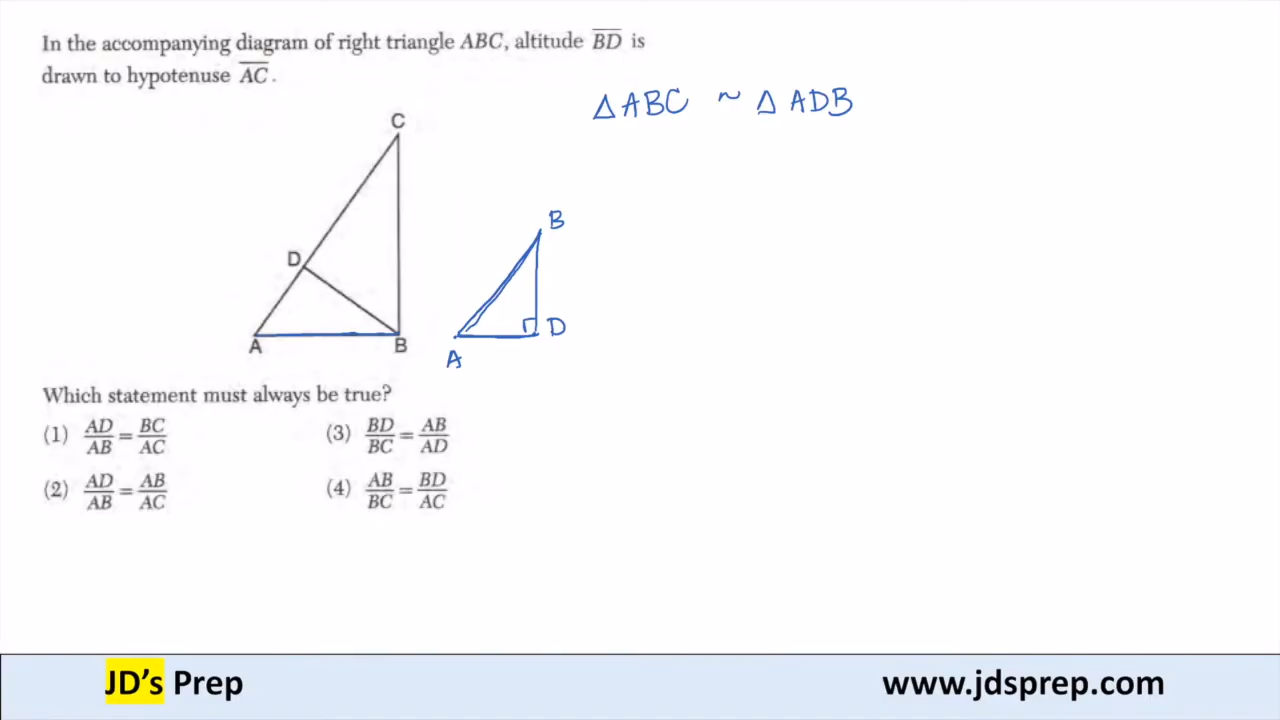 In the accompanying diagram of right triangle ABC, altitude BD is
drawn to hypotenuse AC.
△ABC ~ △ADB
C
B
D
D
A
B
A
Which statement must always be true?
(1) AD/AB = BC/AC (3) BD/BC = AB/AD
(2) AD/AB = AB/AC (4) AB/BC = BD/AC
JD's Prep www.jdsprep.com